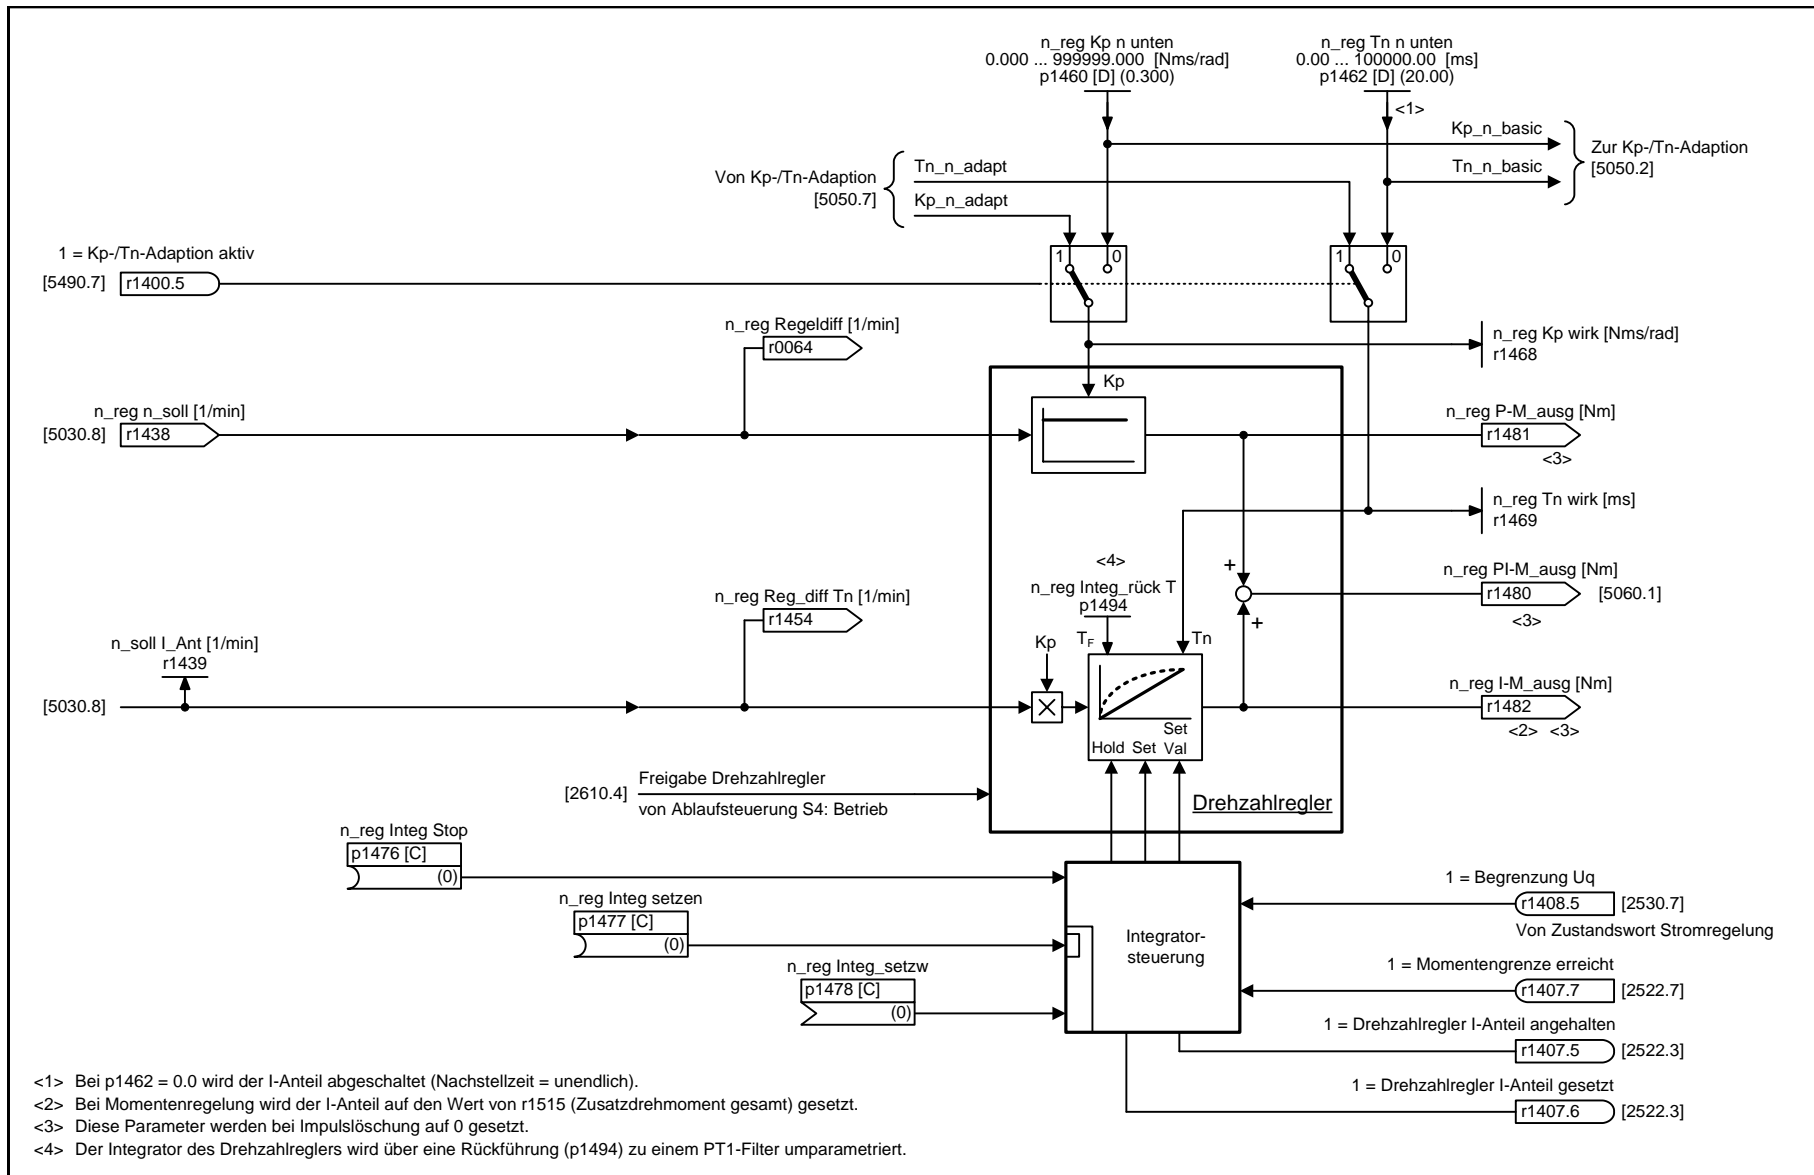 n_reg Kp n unten
0.000 ... 999999.000 [Nms/rad]
p1460 [D] (0.300)
n_reg Tn n unten
0.00 ... 100000.00 [ms]
p1462 [D] (20.00)
<1>
Kp_n_basic
Tn_n_basic
Zur Kp-/Tn-Adaption
[5050.2]
Von Kp-/Tn-Adaption
[5050.7]
Tn_n_adapt
Kp_n_adapt
1 = Kp-/Tn-Adaption aktiv
[5490.7] r1400.5
1 0
1 0
n_reg Regeldiff [1/min]
r0064
n_reg Kp wirk [Nms/rad]
r1468
Kp
n_reg n_soll [1/min]
[5030.8] r1438
n_reg P-M_ausg [Nm]
r1481
<3>
n_reg Tn wirk [ms]
r1469
<4>
n_reg Integ_rück T
p1494
+
+
n_reg PI-M_ausg [Nm]
r1480 [5060.1]
<3>
n_reg Reg_diff Tn [1/min]
r1454
Kp
TF
Tn
n_soll I_Ant [1/min]
r1439
[5030.8]
n_reg I-M_ausg [Nm]
r1482
<2> <3>
Set
Hold Set Val
[2610.4]
Freigabe Drehzahlregler
von Ablaufsteuerung S4: Betrieb
Drehzahlregler
n_reg Integ Stop
p1476 [C]
(0)
n_reg Integ setzen
p1477 [C]
(0)
n_reg Integ_setzw
p1478 [C]
(0)
Integrator-
steuerung
1 = Begrenzung Uq
r1408.5 [2530.7]
Von Zustandswort Stromregelung
1 = Momentengrenze erreicht
r1407.7 [2522.7]
1 = Drehzahlregler I-Anteil angehalten
r1407.5 [2522.3]
1 = Drehzahlregler I-Anteil gesetzt
r1407.6 [2522.3]
<1> Bei p1462 = 0.0 wird der I-Anteil abgeschaltet (Nachstellzeit = unendlich).
<2> Bei Momentenregelung wird der I-Anteil auf den Wert von r1515 (Zusatzdrehmoment gesamt) gesetzt.
<3> Diese Parameter werden bei Impulslöschung auf 0 gesetzt.
<4> Der Integrator des Drehzahlreglers wird über eine Rückführung (p1494) zu einem PT1-Filter umparametriert.